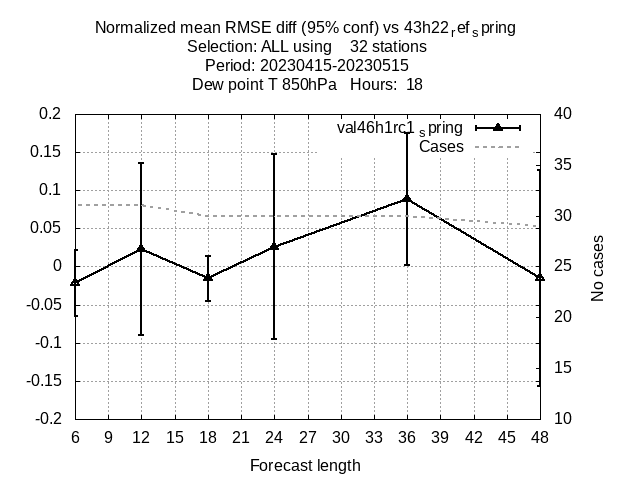 Normalized mean RMSE diff (95% conf) vs 43h22refspring
Selection: ALL using 32 stations
Period: 20230415-20230515
Dew point T 850hPa Hours: 18
val46h1rc1spring
Cases
0.2
0.15
0.1
0.05
0
-0.05
-0.1
-0.15
-0.2
40
35
30
25
20
15
10
No cases
6 9 12 15 18 21 24 27 30 33 36 39 42 45 48
Forecast length